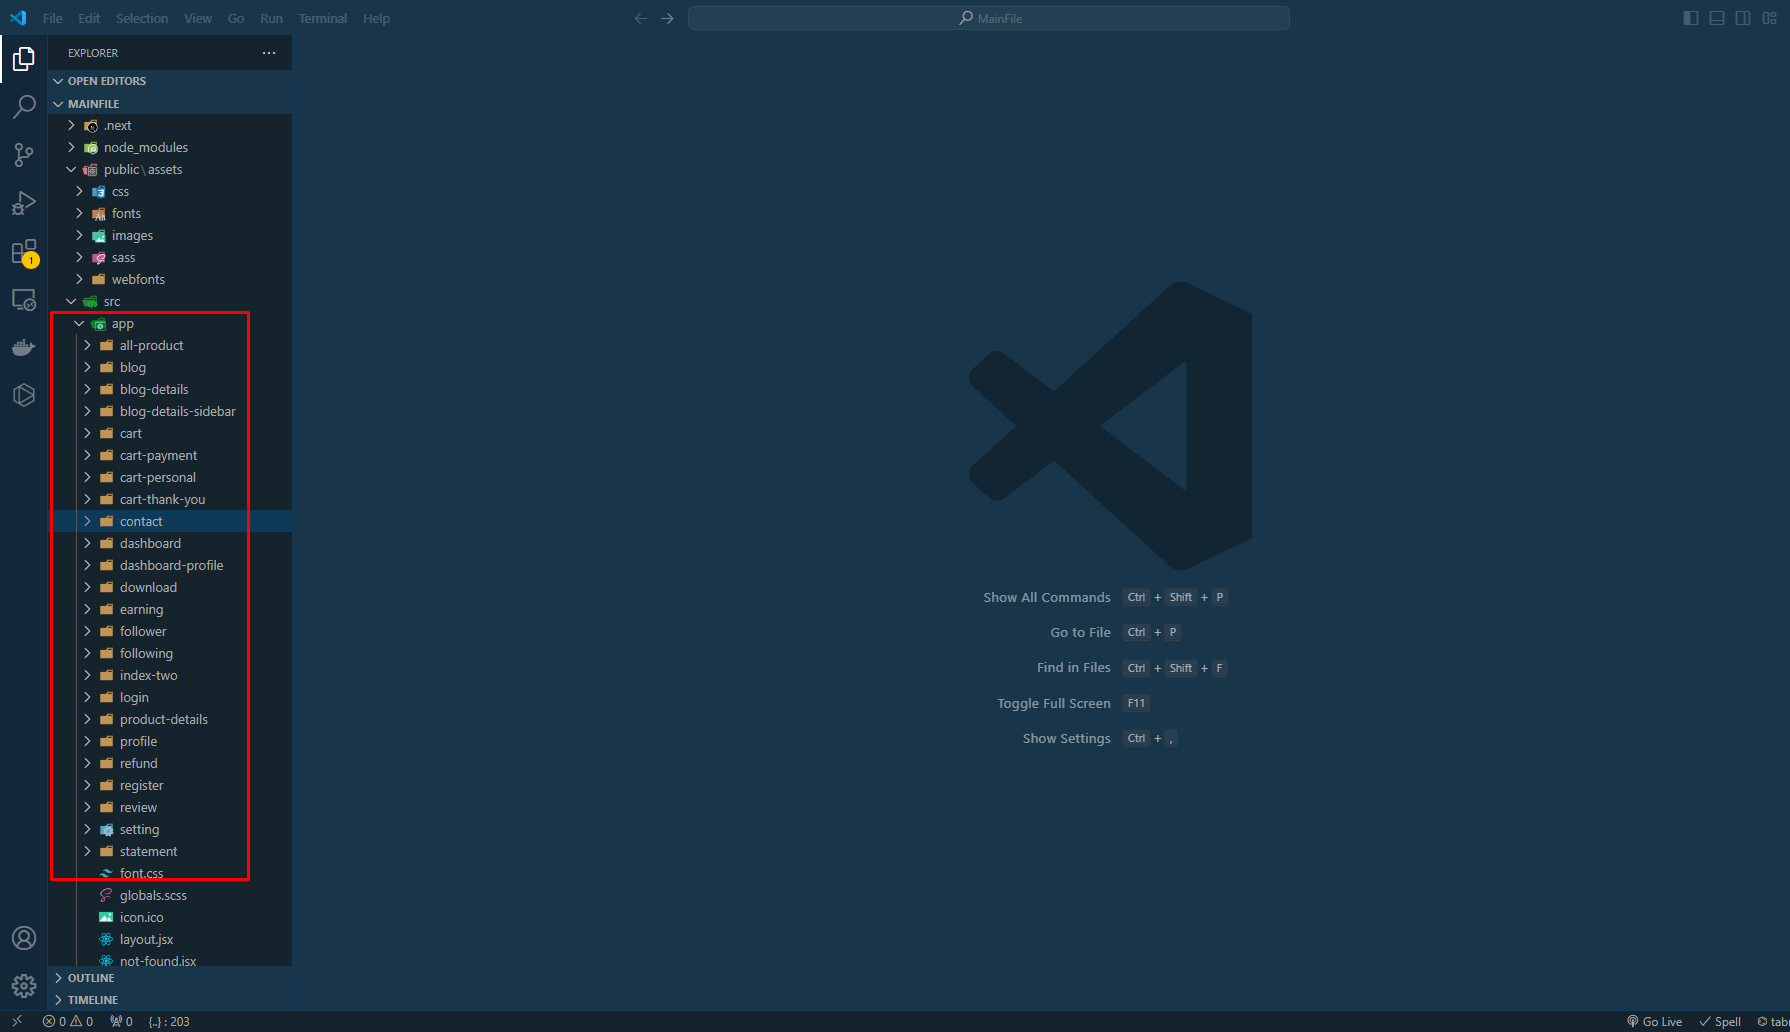 File Edit Selection View Go Run Terminal Help
MainFile
EXPLORER
OPEN EDITORS
MAINFILE
.next
node_modules
public\assets
css
fonts
images
sass
webfonts
src
app
all-product
blog
blog-details
blog-details-sidebar
cart
cart-payment
cart-personal
cart-thank-you
contact
dashboard
dashboard-profile
download
earning
follower
following
index-two
login
product-details
profile
refund
register
review
setting
statement
font.css
globals.scss
icon.ico
layout.jsx
not-found.jsx
OUTLINE
TIMELINE
1
Show All Commands Ctrl + Shift + P
Go to File Ctrl + P
Find in Files Ctrl + Shift + F
Toggle Full Screen F11
Show Settings Ctrl + ,
0 0 0 {..} : 203
Go Live Spell